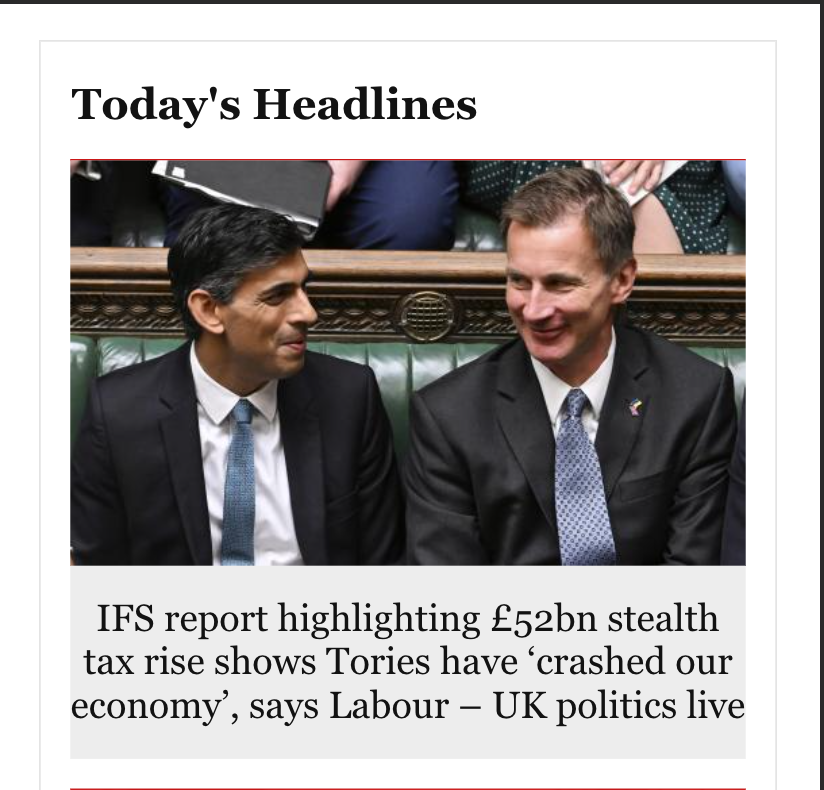 Today's Headlines
IFS report highlighting £52bn stealth
tax rise shows Tories have ‘crashed our
economy’, says Labour – UK politics live